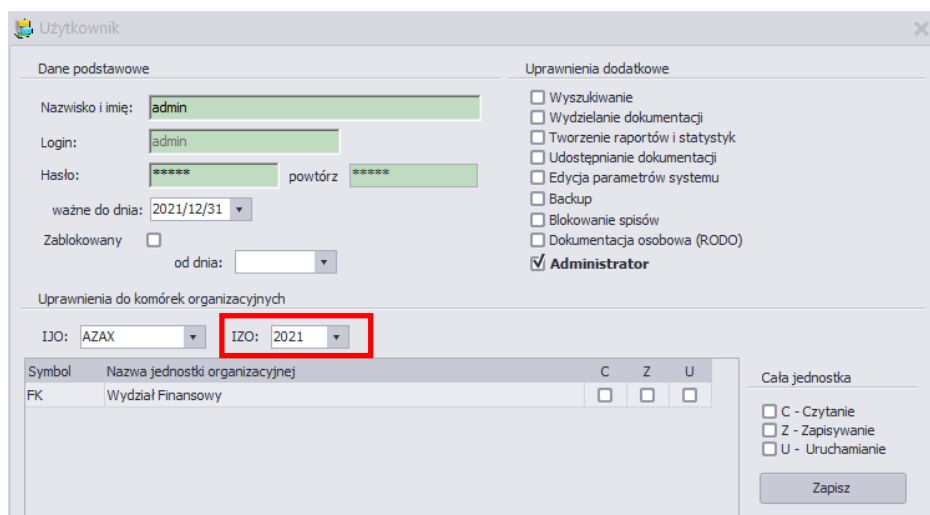 Użytkownik
Dane podstawowe
Nazwisko i imię: admin
Login: admin
Hasło: ***** powtórz *****
ważne do dnia: 2021/12/31
Zablokowany
od dnia:
Uprawnienia dodatkowe
Wyszukiwanie
Wydzielanie dokumentacji
Tworzenie raportów i statystyk
Udostępnianie dokumentacji
Edycja parametrów systemu
Backup
Blokowanie spisów
Dokumentacja osobowa (RODO)
Administrator
Uprawnienia do komórek organizacyjnych
IJO: AZAX IZO: 2021
Symbol Nazwa jednostki organizacyjnej C Z U
FK Wydział Finansowy
Cała jednostka
C - Czytanie
Z - Zapisywanie
U - Uruchamianie
Zapisz